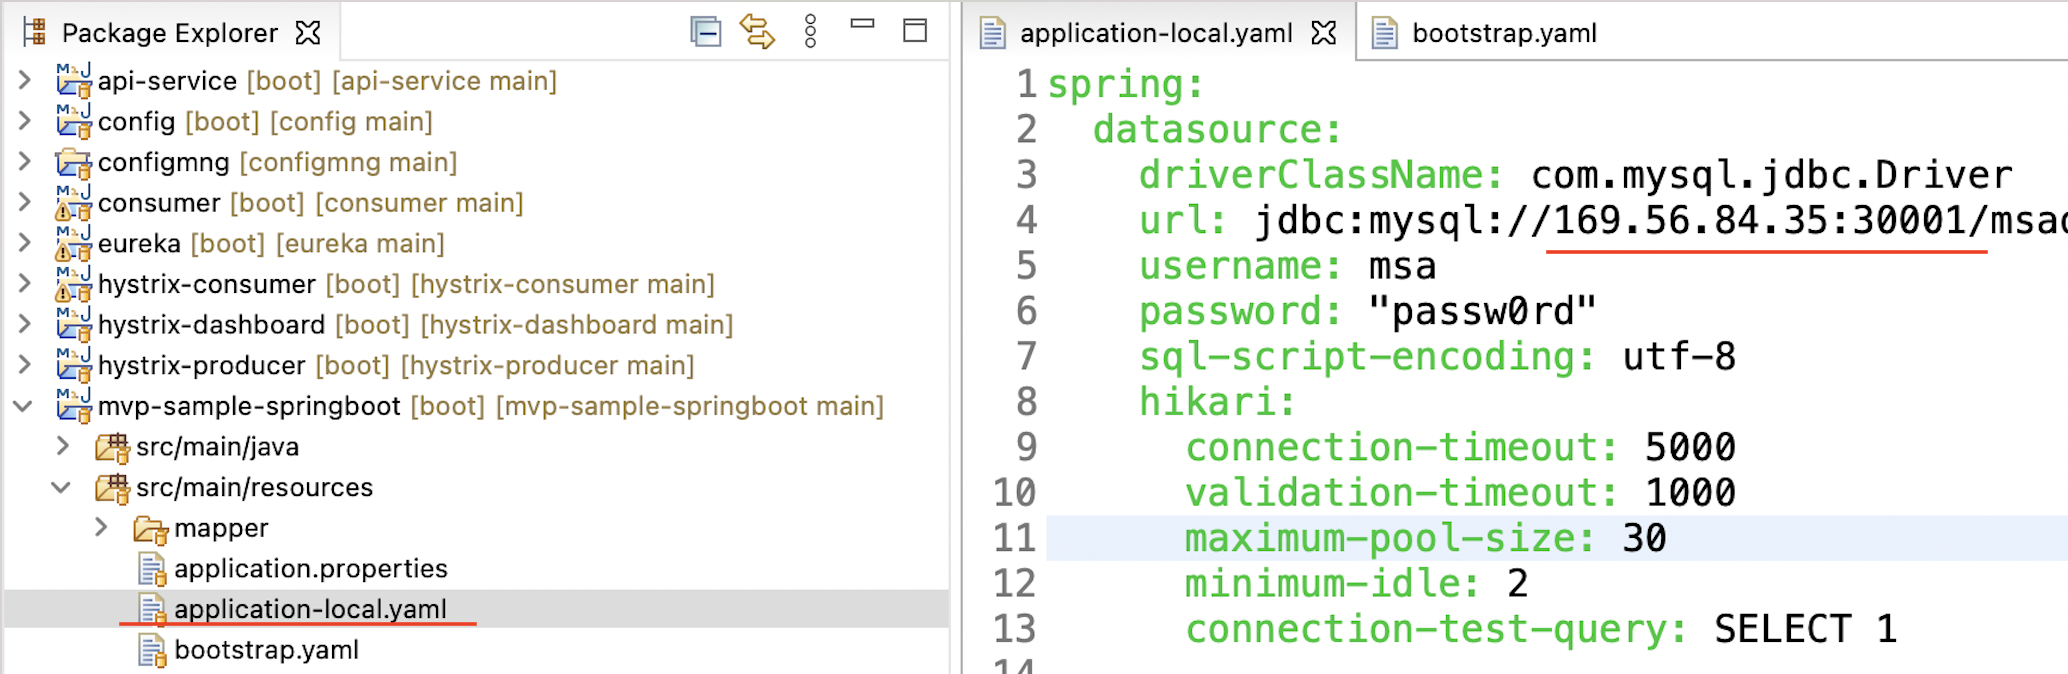 Package Explorer
api-service [boot] [api-service main]
config [boot] [config main]
configmng [configmng main]
consumer [boot] [consumer main]
eureka [boot] [eureka main]
hystrix-consumer [boot] [hystrix-consumer main]
hystrix-dashboard [boot] [hystrix-dashboard main]
hystrix-producer [boot] [hystrix-producer main]
mvp-sample-springboot [boot] [mvp-sample-springboot main]
src/main/java
src/main/resources
mapper
application.properties
application-local.yaml
bootstrap.yaml
application-local.yaml
bootstrap.yaml
1 spring:
2 datasource:
3 driverClassName: com.mysql.jdbc.Driver
4 url: jdbc:mysql://169.56.84.35:30001/msa
5 username: msa
6 password: "passw0rd"
7 sql-script-encoding: utf-8
8 hikari:
9 connection-timeout: 5000
10 validation-timeout: 1000
11 maximum-pool-size: 30
12 minimum-idle: 2
13 connection-test-query: SELECT 1
14